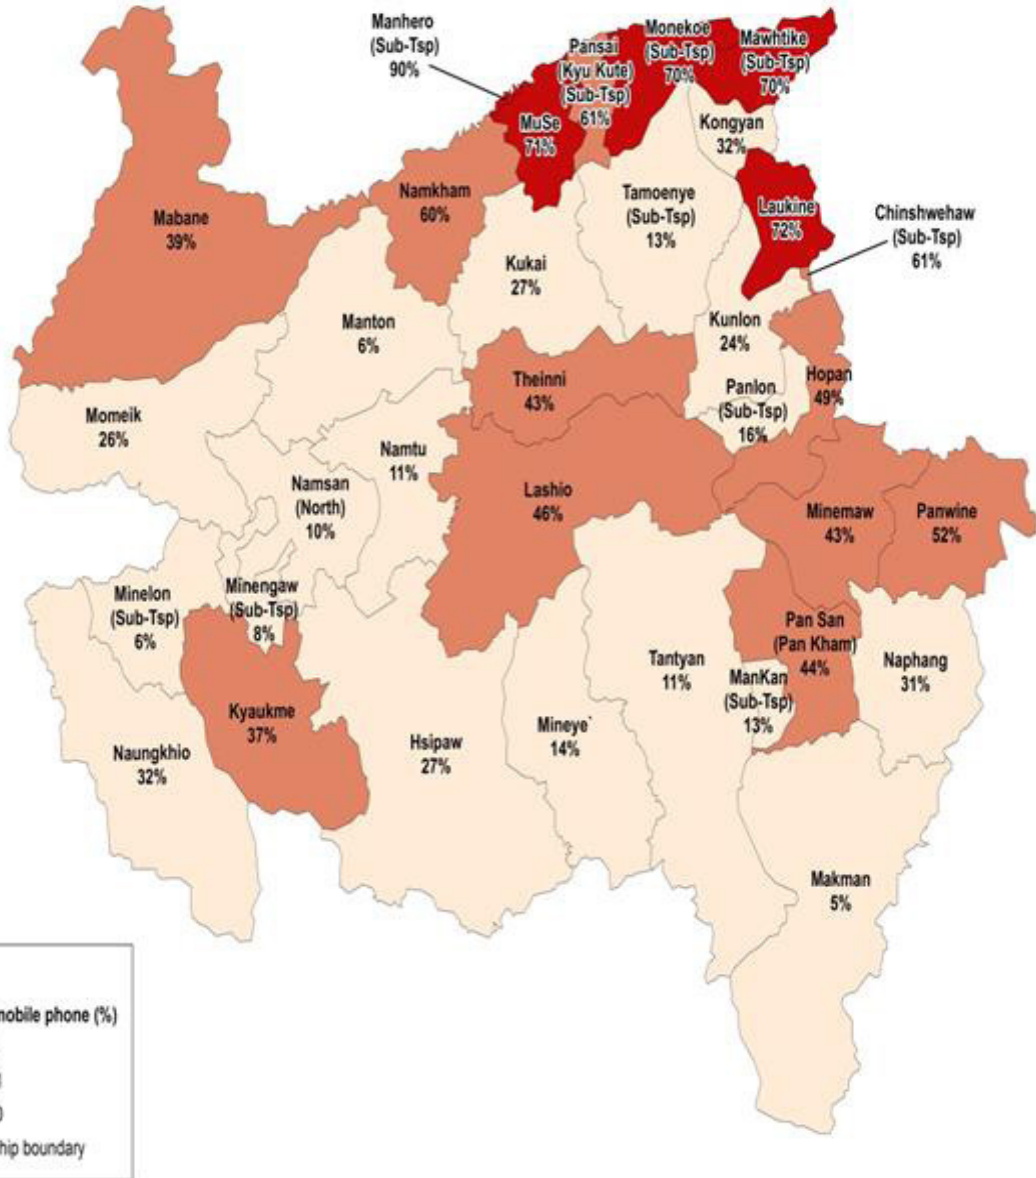 Manhero
(Sub-Tsp)
90%
Pansai
(Kyu Kute)
(Sub-Tsp)
61%
Monekoe
(Sub-Tsp)
70%
Mawhtike
(Sub-Tsp)
70%
MuSe
71%
Kongyan
32%
Namkham
60%
Tamoenye
(Sub-Tsp)
13%
Laukine
72%
Chinshwehaw
(Sub-Tsp)
61%
Mabane
39%
Kukai
27%
Manton
6%
Kunlon
24%
Theinni
43%
Hopan
49%
Panlon
(Sub-Tsp)
16%
Momeik
26%
Namtu
11%
Namsan
(North)
10%
Lashio
46%
Minemaw
43%
Panwine
52%
Minelon
(Sub-Tsp)
6%
Minengaw
(Sub-Tsp)
8%
Pan San
(Pan Kham)
44%
Naphang
31%
Tantyan
11%
ManKan
(Sub-Tsp)
13%
Kyaukme
37%
Naungkhio
32%
Hsipaw
27%
Mineye`
14%
Makman
5%
mobile phone (%)
hip boundary